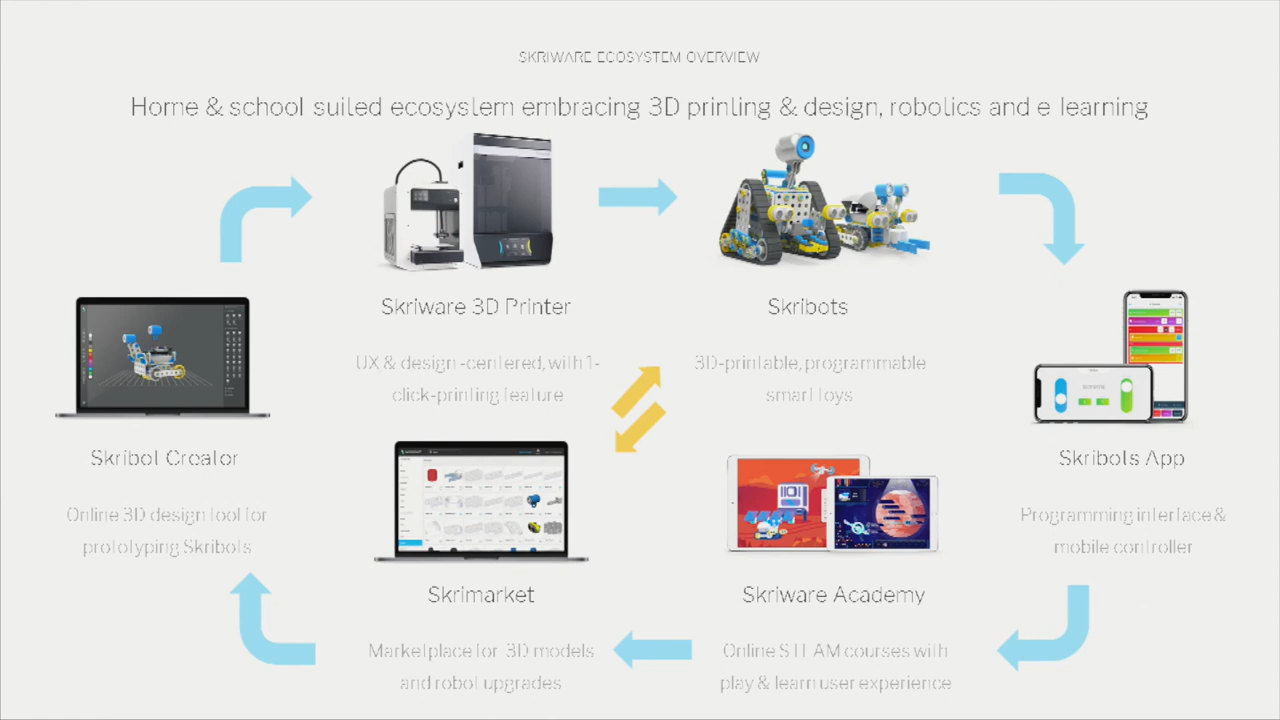 SKRIWARE ECOSYSTEM OVERVIEW
Home & school suited ecosystem embracing 3D printing & design, robotics and e learning
Skriware 3D Printer
UX & design-centered, with 1-
click-printing feature
Skribots
3D-printable, programmable
smart toys
Skribots App
Programming interface &
mobile controller
Skribot Creator
Online 3D design tool for
prototyping Skribots
Skrimarket
Marketplace for 3D models
and robot upgrades
Skriware Academy
Online STEAM courses with
play & learn user experience